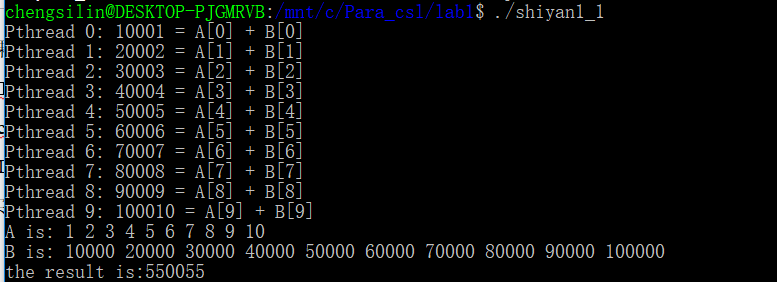 chengsilin@DESKTOP-PJGMRVB:/mnt/c/Para_csl/lab1$ ./shiyan1_1
Pthread 0: 10001 = A[0] + B[0]
Pthread 1: 20002 = A[1] + B[1]
Pthread 2: 30003 = A[2] + B[2]
Pthread 3: 40004 = A[3] + B[3]
Pthread 4: 50005 = A[4] + B[4]
Pthread 5: 60006 = A[5] + B[5]
Pthread 6: 70007 = A[6] + B[6]
Pthread 7: 80008 = A[7] + B[7]
Pthread 8: 90009 = A[8] + B[8]
Pthread 9: 100010 = A[9] + B[9]
A is: 1 2 3 4 5 6 7 8 9 10
B is: 10000 20000 30000 40000 50000 60000 70000 80000 90000 100000
the result is:550055